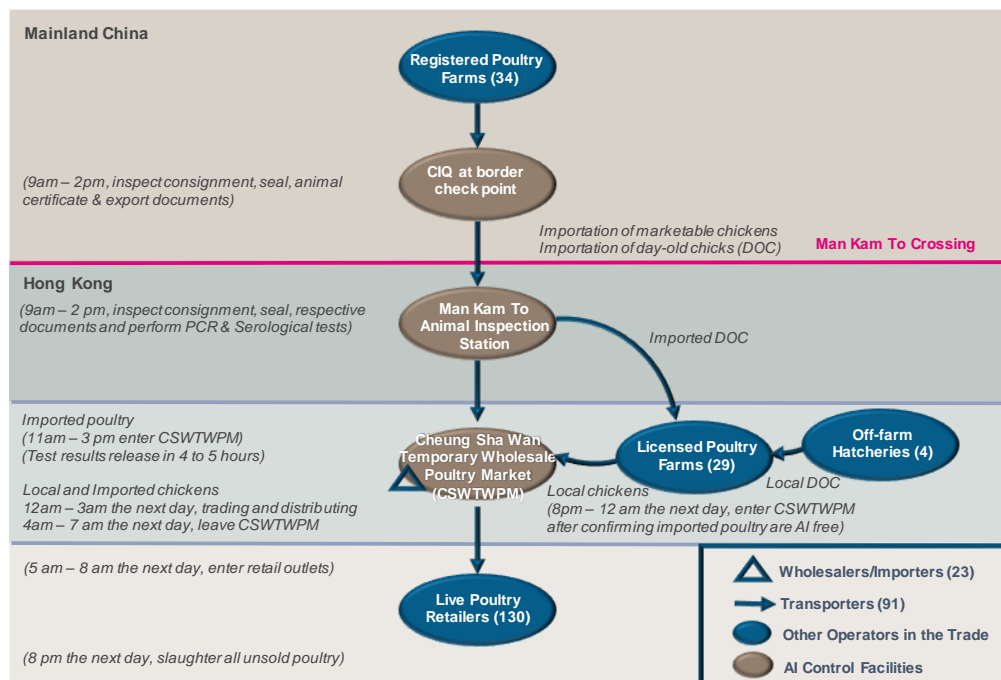 Mainland China
Registered Poultry
Farms (34)
CIQ at border
check point
(9am – 2pm, inspect consignment, seal, animal
certificate & export documents)
Importation of marketable chickens
Importation of day-old chicks (DOC)
Man Kam To Crossing
Hong Kong
(9am – 2 pm, inspect consignment, seal, respective
documents and perform PCR & Serological tests)
Man Kam To
Animal Inspection
Station
Imported DOC
Imported poultry
(11am – 3 pm enter CSWTWPM)
(Test results release in 4 to 5 hours)
Local and Imported chickens
12am – 3am the next day, trading and distributing
4am – 7 am the next day, leave CSWTWPM
Cheung Sha Wan
Temporary Wholesale
Poultry Market
(CSWTWPM)
Licensed Poultry
Farms (29)
Off-farm
Hatcheries (4)
Local DOC
Local chickens
(8pm – 12 am the next day, enter CSWTWPM
after confirming imported poultry are AI free)
(5 am – 8 am the next day, enter retail outlets)
Live Poultry
Retailers (130)
(8 pm the next day, slaughter all unsold poultry)
Wholesalers/Importers (23)
Transporters (91)
Other Operators in the Trade
AI Control Facilities